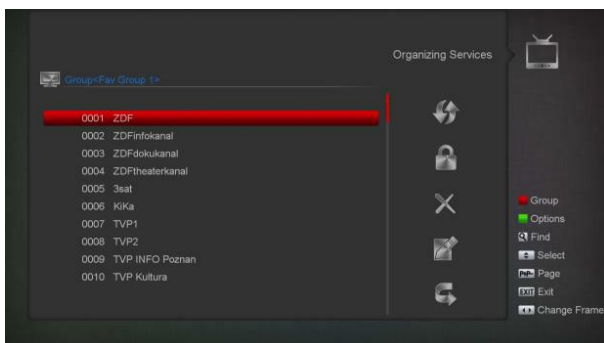 Organizing Services
Group<Fav Group 1>
0001 ZDF
0002 ZDFinfokanal
0003 ZDFdokukanal
0004 ZDFtheaterkanal
0005 3sat
0006 KiKa
0007 TVP1
0008 TVP2
0009 TVP INFO Poznan
0010 TVP Kultura
Group
Options
Find
Select
Page
EXIT Exit
Change Frame